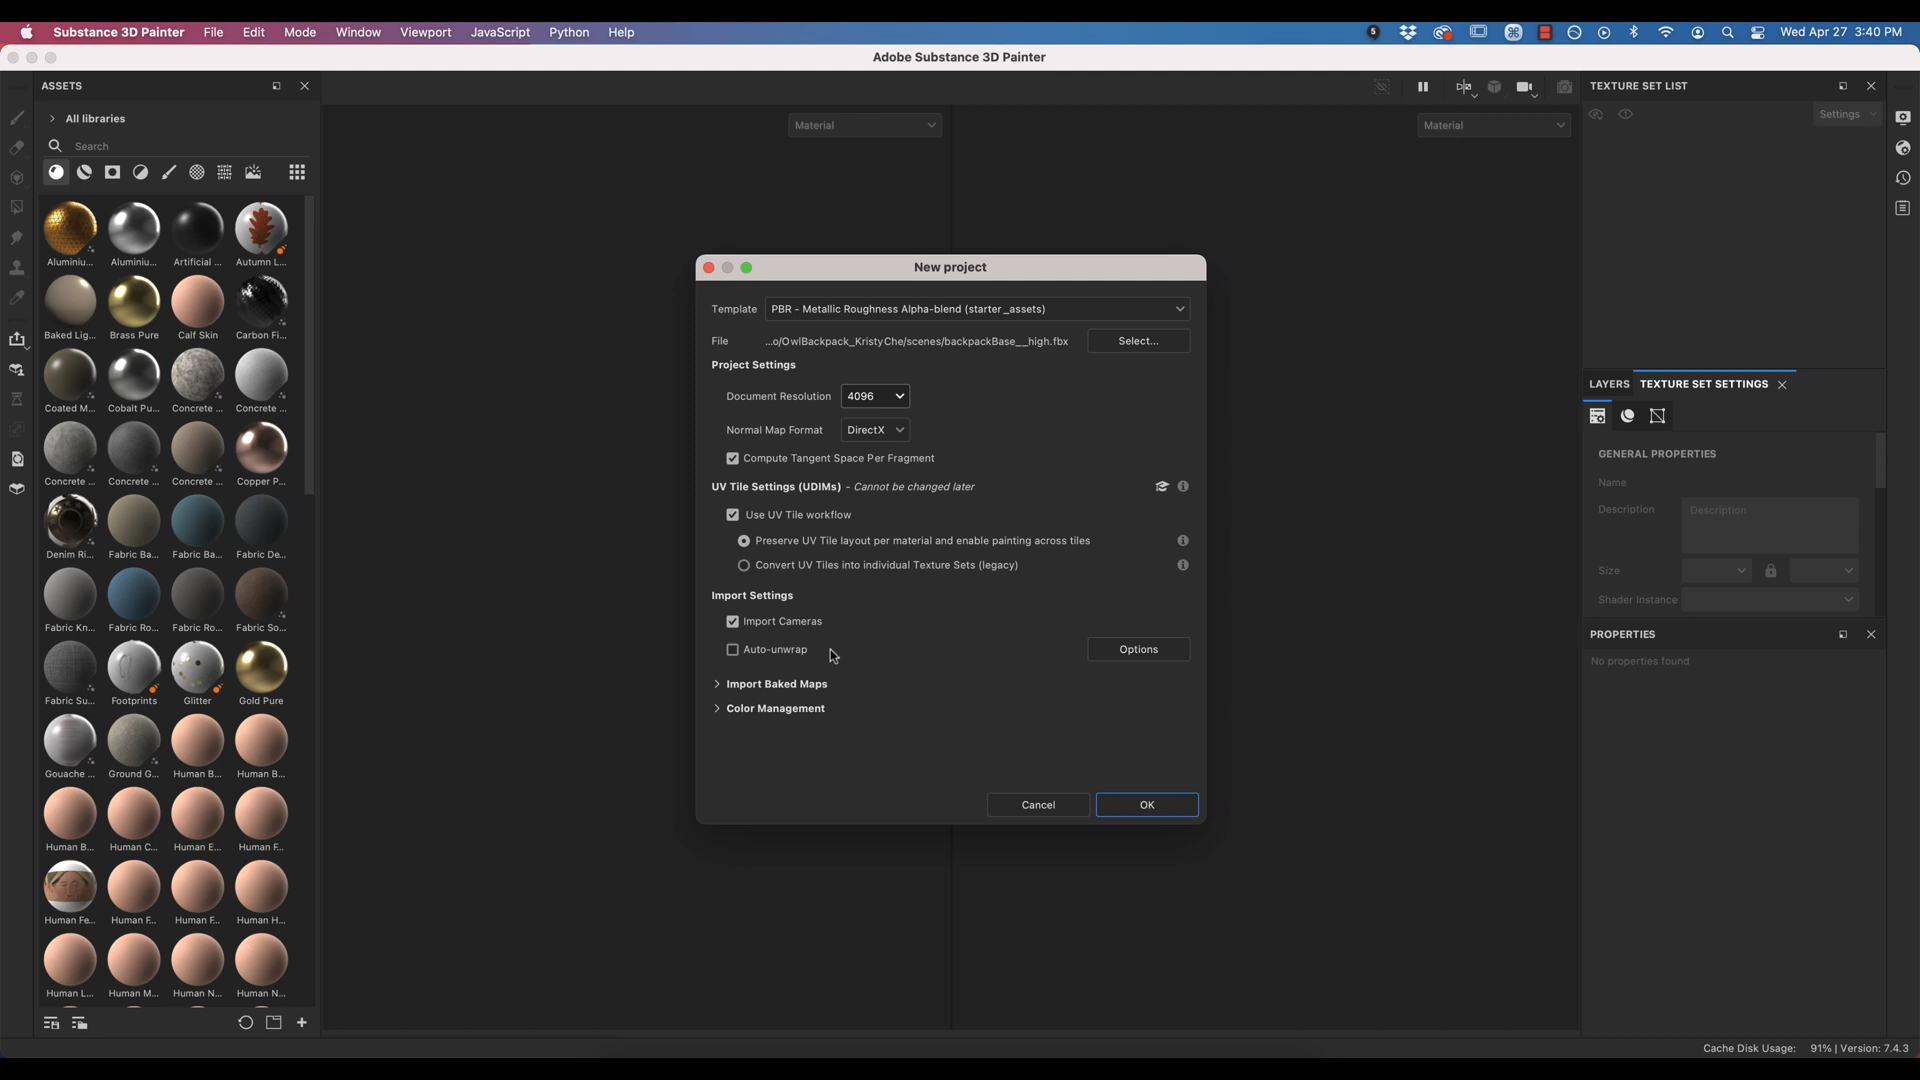 Substance 3D Painter File Edit Mode Window Viewport JavaScript Python Help Wed Apr 27 3:40 PM
Adobe Substance 3D Painter
ASSETS
All libraries
Search
Aluminiu... Aluminiu... Artificial ... Autumn L...
Baked Lig... Brass Pure Calf Skin Carbon Fi...
Coated M... Cobalt Pu... Concrete ... Concrete ...
Concrete ... Concrete ... Concrete ... Copper P...
Denim Ri... Fabric Ba... Fabric Ba... Fabric De...
Fabric Kn... Fabric Ro... Fabric Ro... Fabric So...
Fabric Su... Footprints Glitter Gold Pure
Gouache ... Ground G... Human B... Human B...
Human B... Human C... Human E... Human F...
Human Fe... Human F... Human F... Human H...
Human L... Human M... Human N... Human N...
Material
Material
New project
Template PBR - Metallic Roughness Alpha-blend (starter_assets)
File ...o/OwlBackpack_KristyChe/scenes/backpackBase__high.fbx Select...
Project Settings
Document Resolution 4096
Normal Map Format DirectX
Compute Tangent Space Per Fragment
UV Tile Settings (UDIMs) - Cannot be changed later
Use UV Tile workflow
Preserve UV Tile layout per material and enable painting across tiles
Convert UV Tiles into individual Texture Sets (legacy)
Import Settings
Import Cameras
Auto-unwrap Options
Import Baked Maps
Color Management
Cancel OK
TEXTURE SET LIST
Settings
LAYERS TEXTURE SET SETTINGS
GENERAL PROPERTIES
Name
Description Description
Size
Shader Instance
PROPERTIES
No properties found
Cache Disk Usage: 91% | Version: 7.4.3